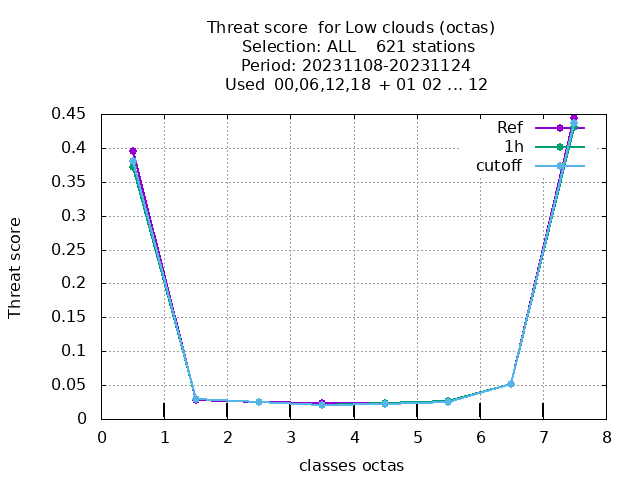 Threat score  for Low clouds (octas)
Selection: ALL    621 stations
Period: 20231108-20231124
Used  00,06,12,18  + 01 02 ... 12
0.45
0.4
0.35
0.3
0.25
0.2
0.15
0.1
0.05
0
Threat score
Ref
1h
cutoff
0 1 2 3 4 5 6 7 8
classes octas